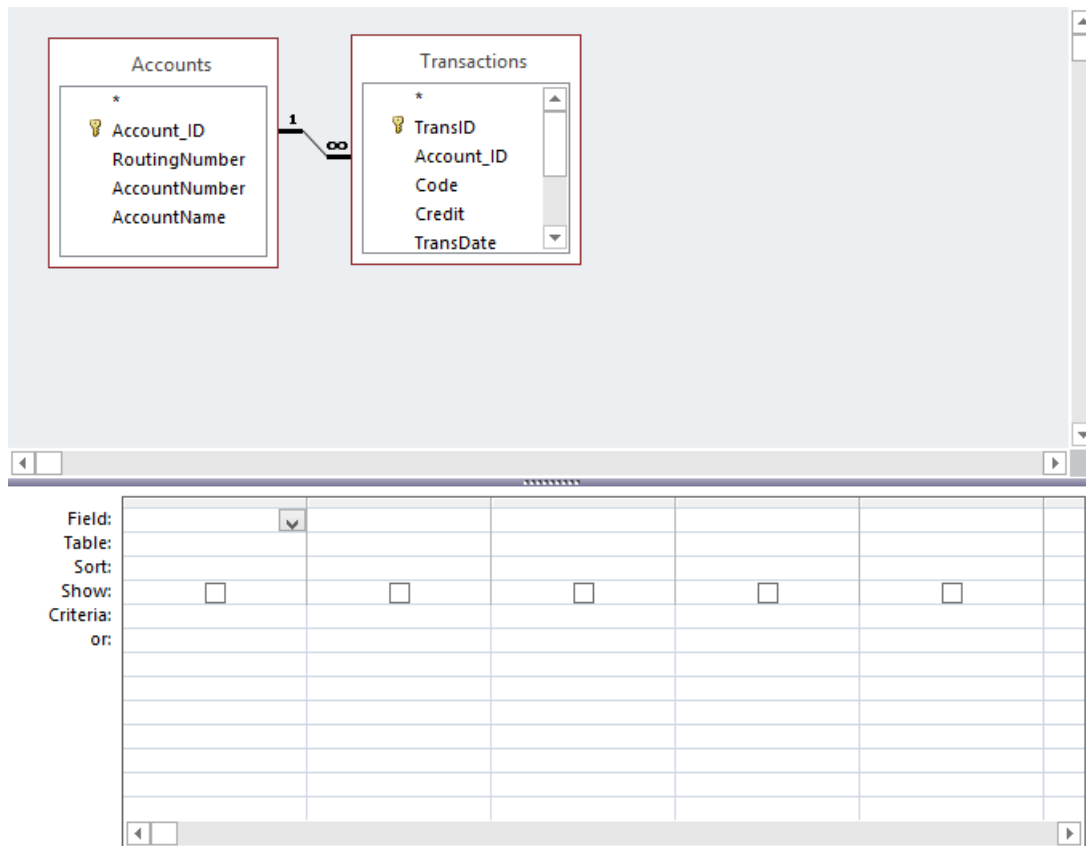 Accounts
*
Account_ID
RoutingNumber
AccountNumber
AccountName
1
∞
Transactions
*
TransID
Account_ID
Code
Credit
TransDate
Field:
Table:
Sort:
Show:
Criteria:
or: